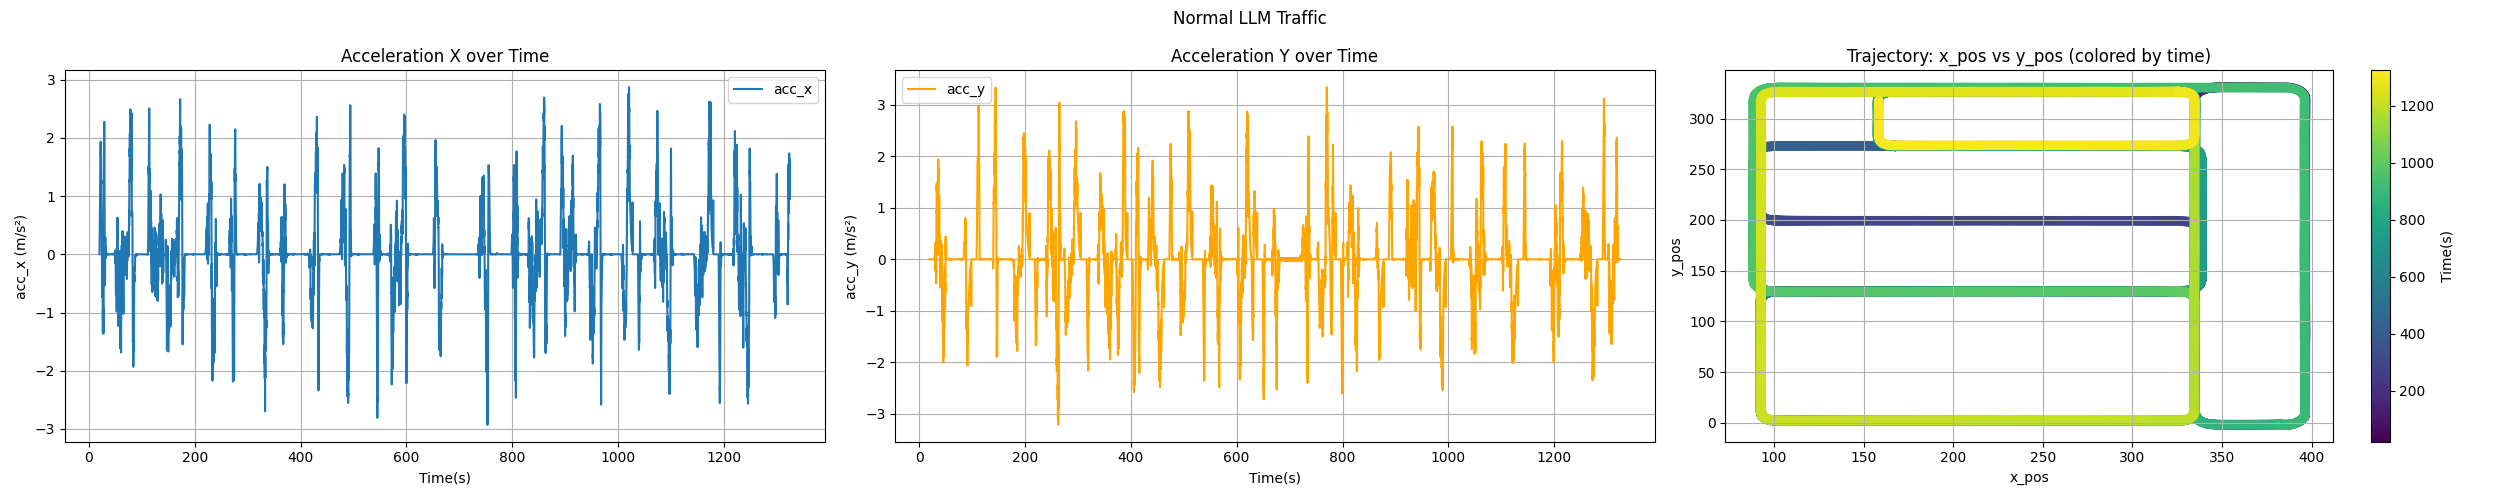 Normal LLM Traffic
Acceleration X over Time
acc_x
3
2
1
0
−1
−2
−3
acc_x (m/s²)
0 200 400 600 800 1000 1200
Time(s)
Acceleration Y over Time
acc_y
3
2
1
0
−1
−2
−3
acc_y (m/s²)
0 200 400 600 800 1000 1200
Time(s)
Trajectory: x_pos vs y_pos (colored by time)
300
250
200
150
100
50
0
y_pos
100 150 200 250 300 350 400
x_pos
1200
1000
800
600
400
200
Time(s)